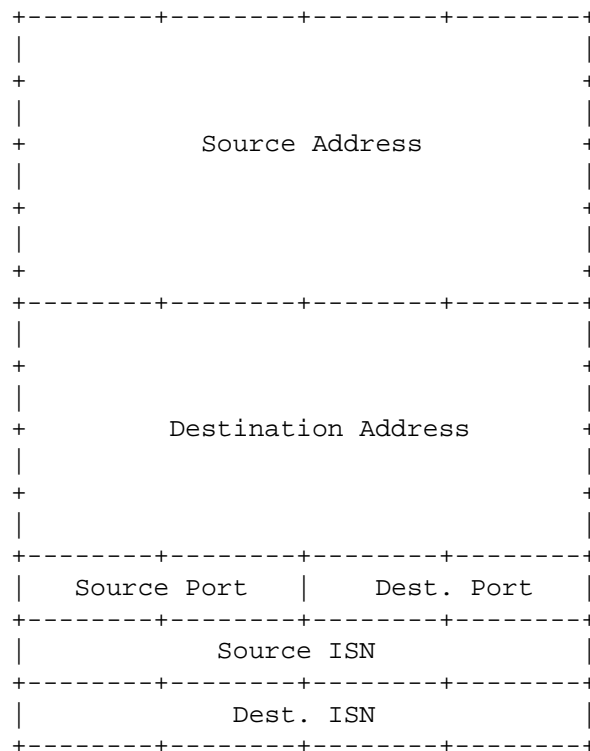 Source Address
Destination Address
Source Port | Dest. Port
Source ISN
Dest. ISN